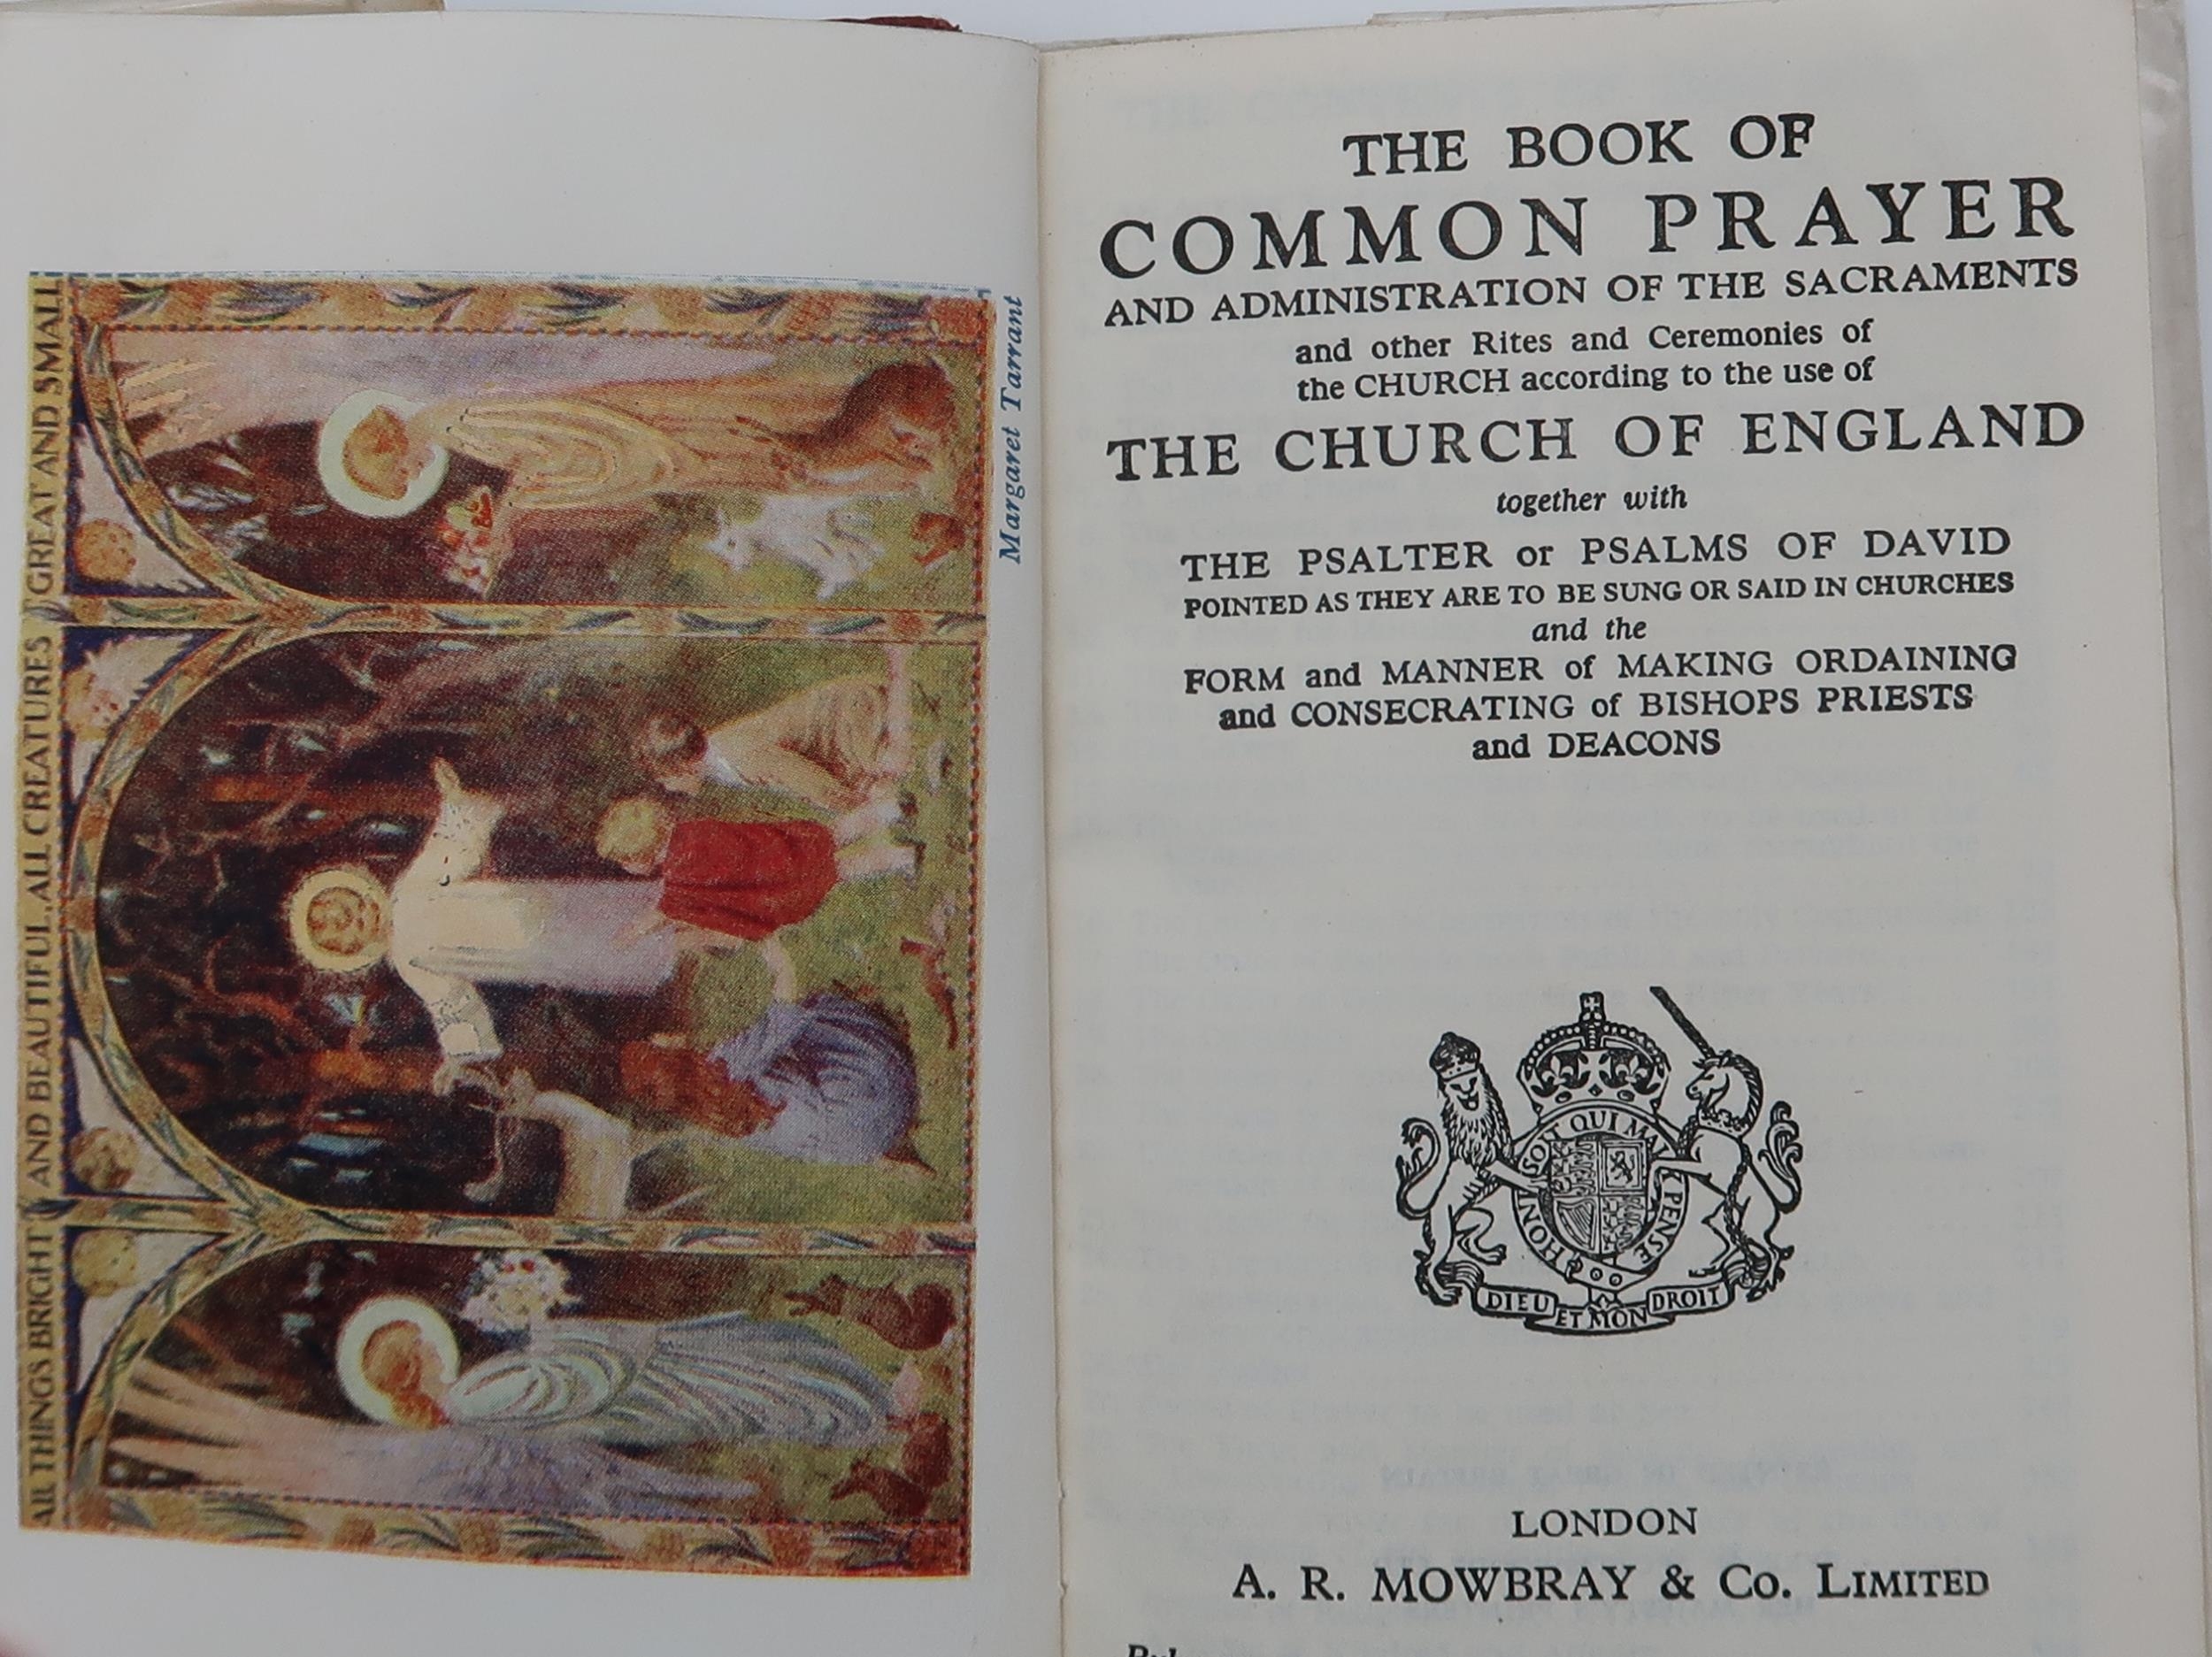 ALL THINGS BRIGHT AND BEAUTIFUL, ALL CREATURES GREAT AND SMALL
Margaret Tarrant
THE BOOK OF
COMMON PRAYER
AND ADMINISTRATION OF THE SACRAMENTS
and other Rites and Ceremonies of
the CHURCH according to the use of
THE CHURCH OF ENGLAND
together with
THE PSALTER or PSALMS OF DAVID
POINTED AS THEY ARE TO BE SUNG OR SAID IN CHURCHES
and the
FORM and MANNER of MAKING ORDAINING
and CONSECRATING of BISHOPS PRIESTS
and DEACONS
HONI SOIT QUI MAL Y PENSE
DIEU ET MON DROIT
LONDON
A. R. MOWBRAY & Co. LIMITED